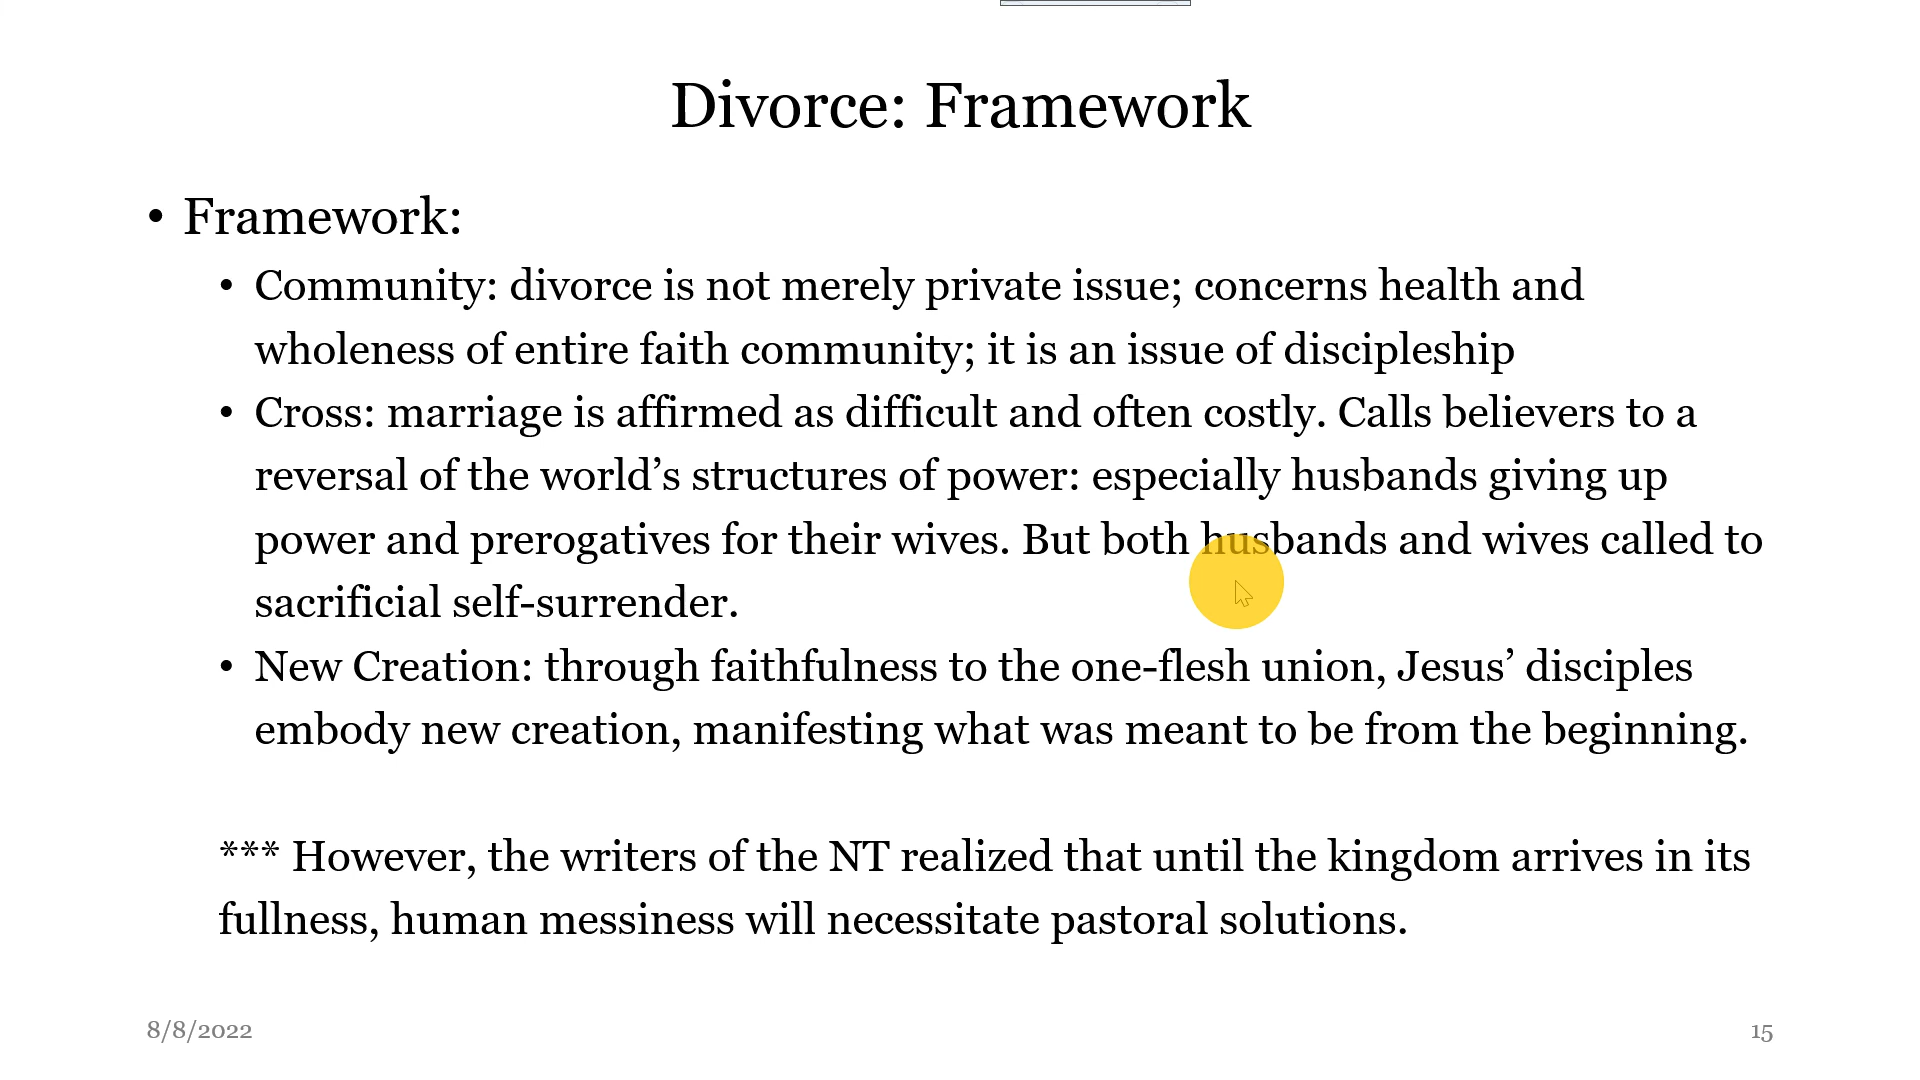 Divorce: Framework
• Framework:
• Community: divorce is not merely private issue; concerns health and
wholeness of entire faith community; it is an issue of discipleship
• Cross: marriage is affirmed as difficult and often costly. Calls believers to a
reversal of the world’s structures of power: especially husbands giving up
power and prerogatives for their wives. But both husbands and wives called to
sacrificial self-surrender.
• New Creation: through faithfulness to the one-flesh union, Jesus’ disciples
embody new creation, manifesting what was meant to be from the beginning.
*** However, the writers of the NT realized that until the kingdom arrives in its
fullness, human messiness will necessitate pastoral solutions.
8/8/2022
15